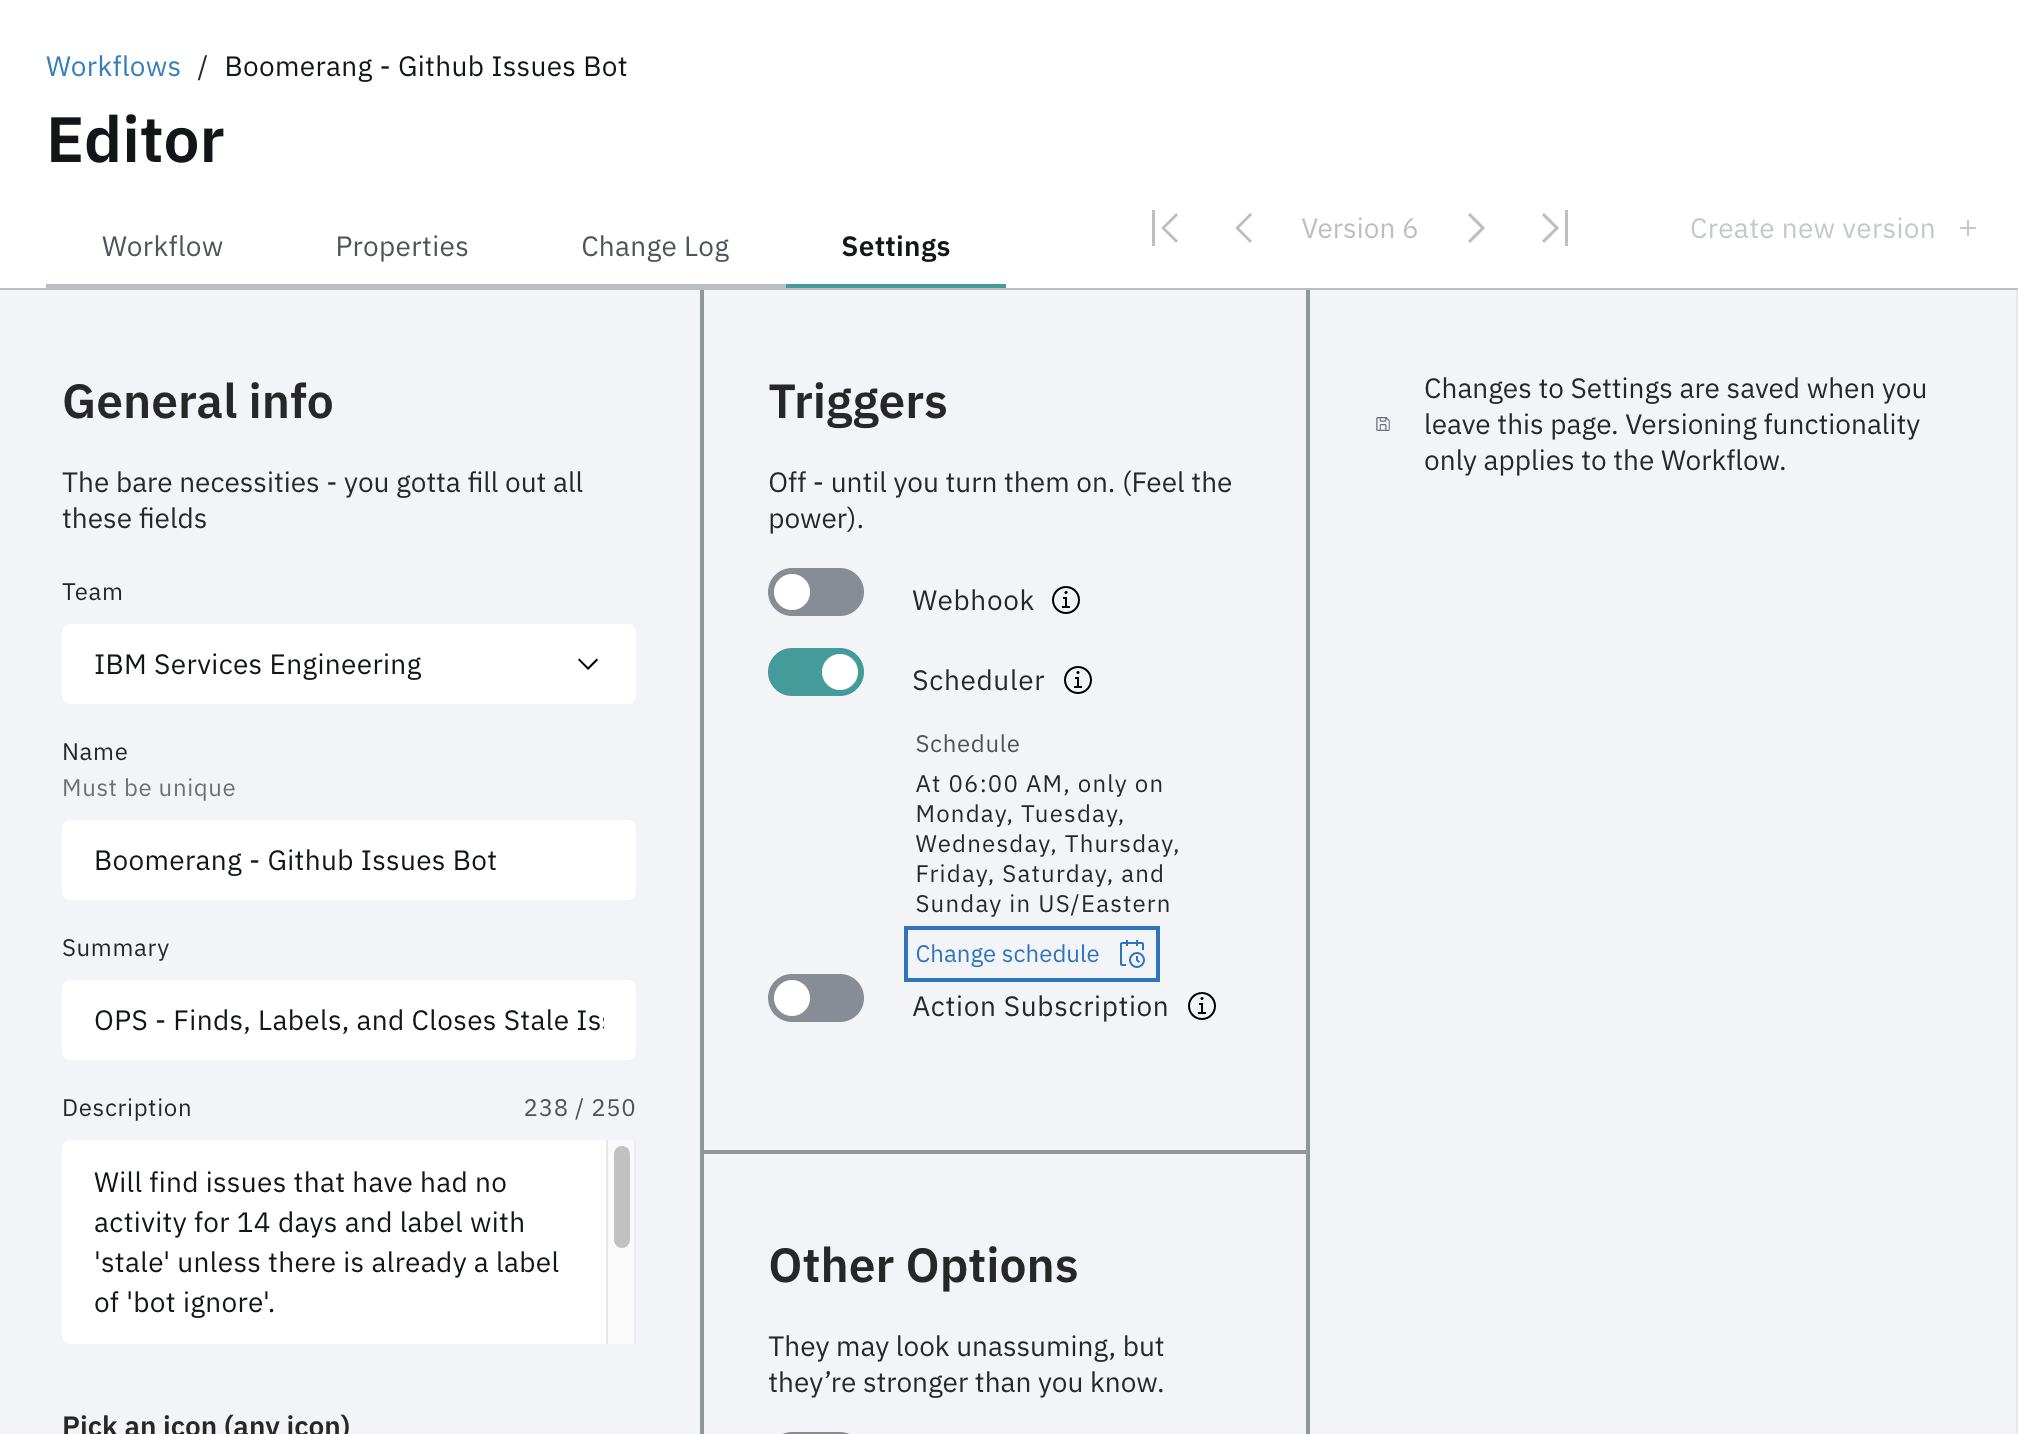 Workflows / Boomerang - Github Issues Bot
Editor
Workflow Properties Change Log Settings
Version 6
Create new version +
General info
The bare necessities - you gotta fill out all
these fields
Team
IBM Services Engineering
Name
Must be unique
Boomerang - Github Issues Bot
Summary
OPS - Finds, Labels, and Closes Stale
Description 238 / 250
Will find issues that have had no
activity for 14 days and label with
'stale' unless there is already a label
of 'bot ignore'.
Pick an icon (any icon)
Triggers
Off - until you turn them on. (Feel the
power).
Webhook
Scheduler
Schedule
At 06:00 AM, only on
Monday, Tuesday,
Wednesday, Thursday,
Friday, Saturday, and
Sunday in US/Eastern
Change schedule
Action Subscription
Other Options
They may look unassuming, but
they’re stronger than you know.
Changes to Settings are saved when you
leave this page. Versioning functionality
only applies to the Workflow.